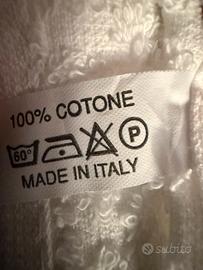 100% COTONE
60° P
MADE IN ITALY
subito